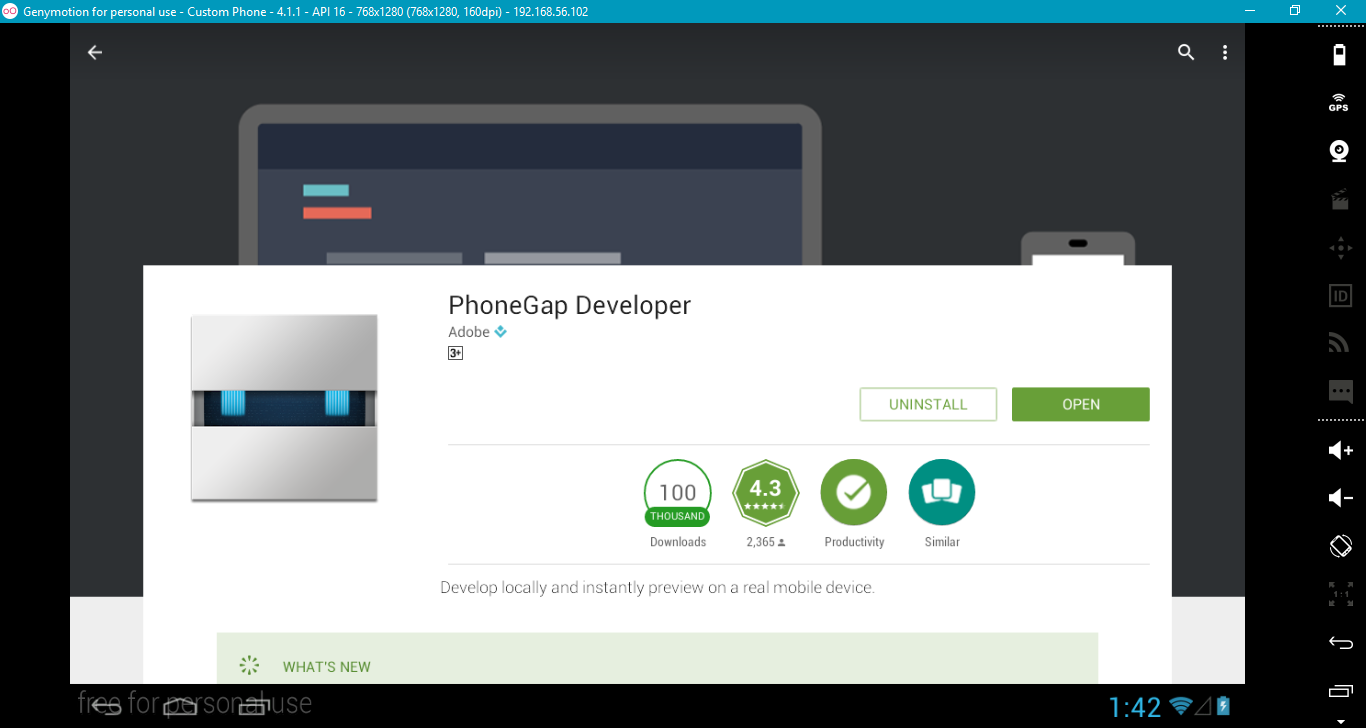 Genymotion for personal use - Custom Phone - 4.1.1 - API 16 - 768x1280 (768x1280, 160dpi) - 192.168.56.102
GPS
PhoneGap Developer
Adobe
3+
UNINSTALL
OPEN
ID
100
THOUSAND
Downloads
4.3
2,365
Productivity
Similar
Develop locally and instantly preview on a real mobile device.
1:1
WHAT'S NEW
free for personal use
1:42